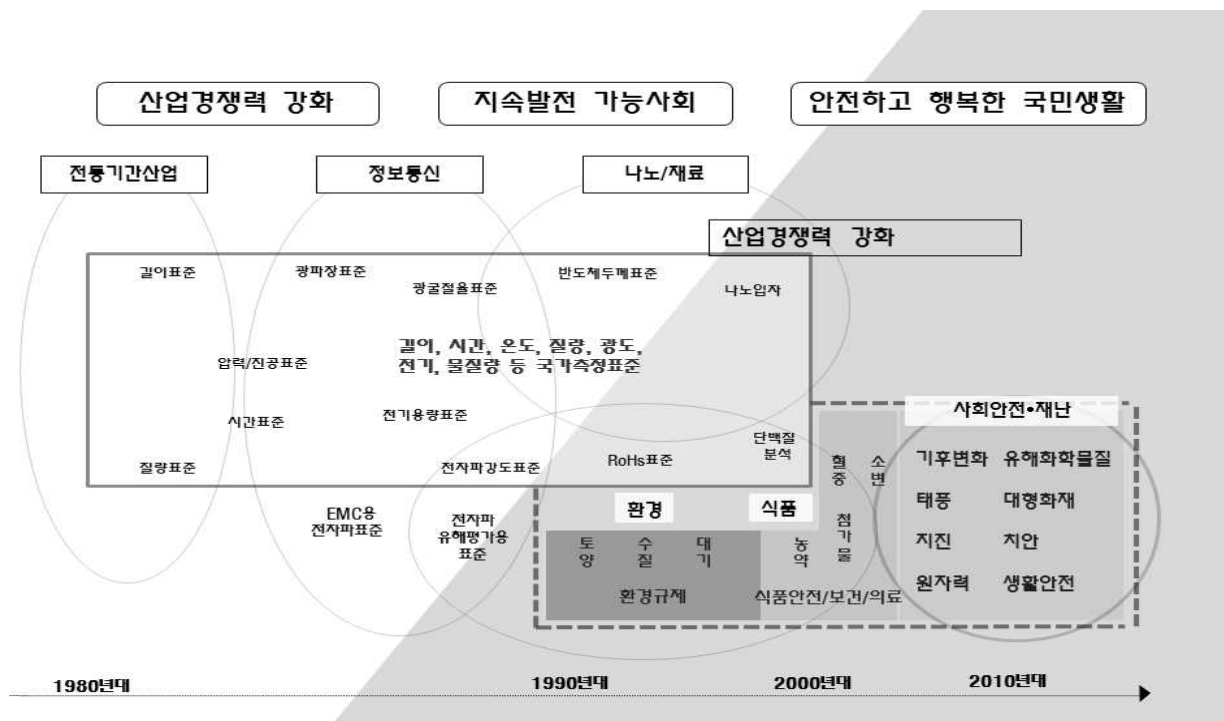 산업경쟁력 강화
지속발전 가능사회
안전하고 행복한 국민생활
전통기간산업
정보통신
나노/재료
산업경쟁력 강화
길이표준
광파장표준
광굴절율표준
반도체두께표준
나노입자
압력/진공표준
길이, 시간, 온도, 질량, 광도,
전기, 물질량 등 국가측정표준
시간표준
전기용량표준
질량표준
전자파강도표준
RoHs표준
단백질
분석
혈중
소변
사회안전•재난
기후변화 유해화학물질
태풍 대형화재
지진 치안
원자력 생활안전
EMC용
전자파표준
전자파
유해평가용
표준
환경
식품
토양
수질
대기
농약
첨가물
환경규제
식품안전/보건/의료
1980년대
1990년대
2000년대
2010년대